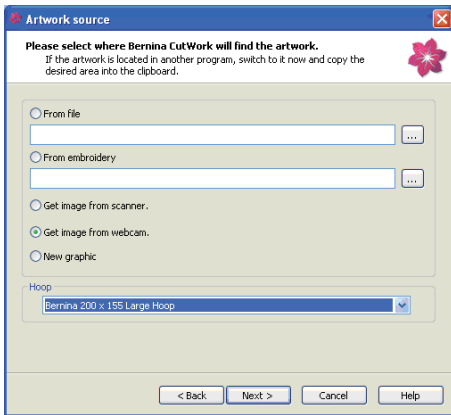 Artwork source
Please select where Bernina CutWork will find the artwork.
If the artwork is located in another program, switch to it now and copy the
desired area into the clipboard.
From file
...
From embroidery
...
Get image from scanner.
Get image from webcam.
New graphic
Hoop
Bernina 200 x 155 Large Hoop
< Back Next > Cancel Help